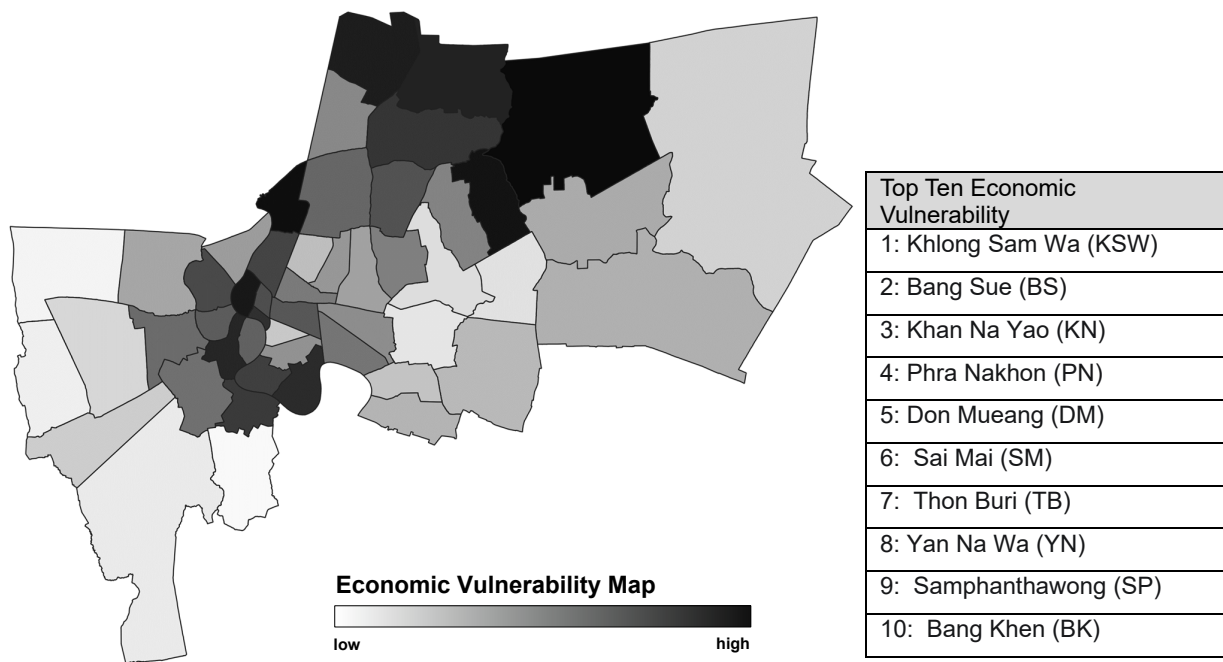 Economic Vulnerability Map
low
high
Top Ten Economic
Vulnerability
1: Khlong Sam Wa (KSW)
2: Bang Sue (BS)
3: Khan Na Yao (KN)
4: Phra Nakhon (PN)
5: Don Mueang (DM)
6: Sai Mai (SM)
7: Thon Buri (TB)
8: Yan Na Wa (YN)
9: Samphanthawong (SP)
10: Bang Khen (BK)